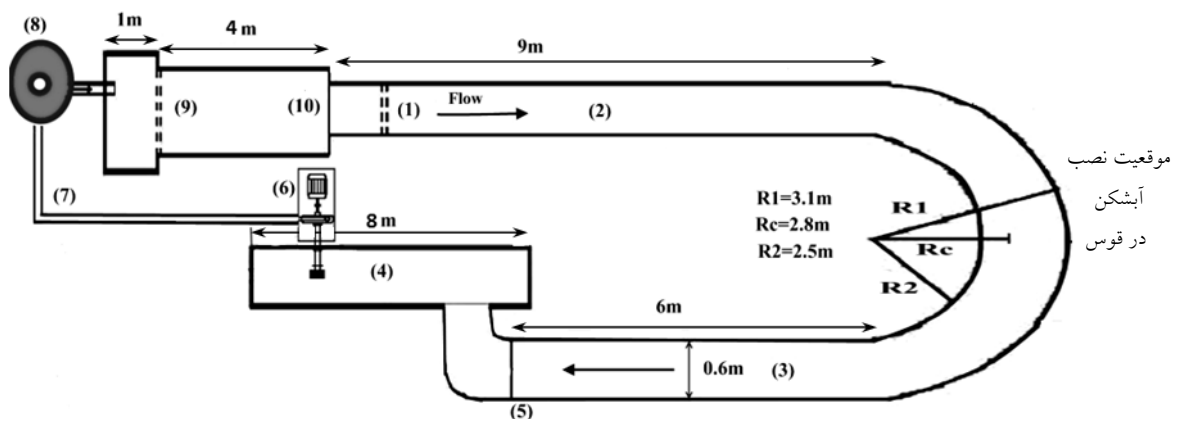 (8)
1m
4 m
9m
(9)
(10)
(1)
Flow
(2)
موقعیت نصب
آبشکن
در قوس
(7)
(6)
R1=3.1m
Rc=2.8m
R2=2.5m
R1
Rc
R2
8m
(4)
6m
0.6m
(3)
(5)